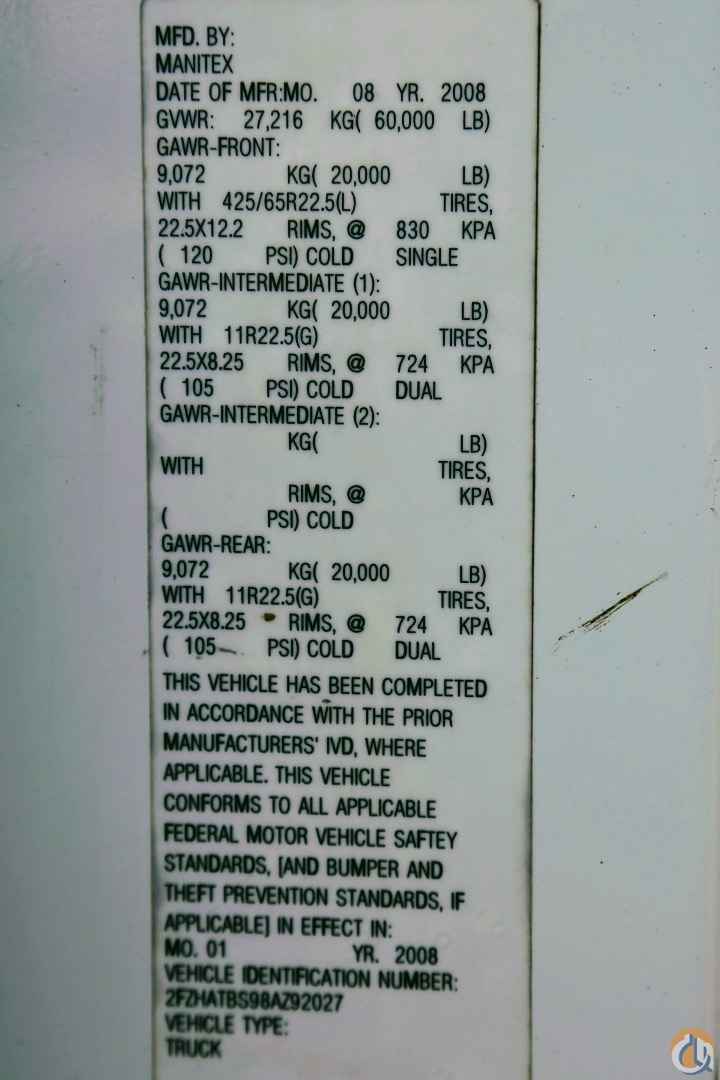 MFD. BY:
MANITEX
DATE OF MFR:MO. 08 YR. 2008
GVWR: 27,216 KG( 60,000 LB)
GAWR-FRONT:
9,072 KG( 20,000 LB)
WITH 425/65R22.5(L) TIRES,
22.5X12.2 RIMS, @ 830 KPA
( 120 PSI) COLD SINGLE
GAWR-INTERMEDIATE (1):
9,072 KG( 20,000 LB)
WITH 11R22.5(G) TIRES,
22.5X8.25 RIMS, @ 724 KPA
( 105 PSI) COLD DUAL
GAWR-INTERMEDIATE (2):
KG( LB)
WITH TIRES,
RIMS, @ KPA
( PSI) COLD
GAWR-REAR:
9,072 KG( 20,000 LB)
WITH 11R22.5(G) TIRES,
22.5X8.25 RIMS, @ 724 KPA
( 105 PSI) COLD DUAL
THIS VEHICLE HAS BEEN COMPLETED
IN ACCORDANCE WITH THE PRIOR
MANUFACTURERS' IVD, WHERE
APPLICABLE. THIS VEHICLE
CONFORMS TO ALL APPLICABLE
FEDERAL MOTOR VEHICLE SAFTEY
STANDARDS, [AND BUMPER AND
THEFT PREVENTION STANDARDS, IF
APPLICABLE] IN EFFECT IN:
MO. 01 YR. 2008
VEHICLE IDENTIFICATION NUMBER:
2FZHATBS98AZ92027
VEHICLE TYPE:
TRUCK